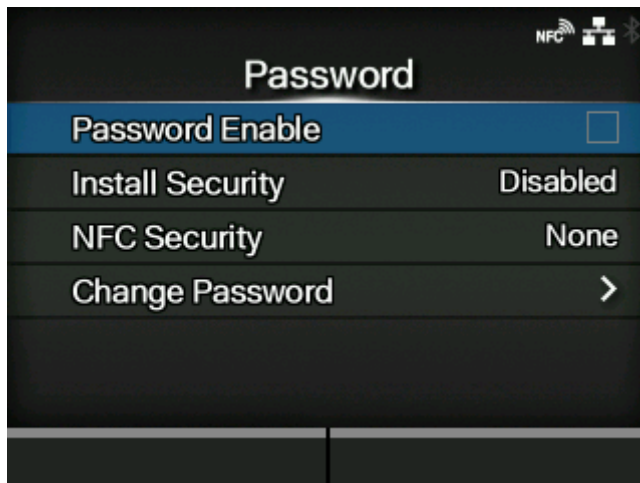 NFC
Password
Password Enable
Install Security Disabled
NFC Security None
Change Password >